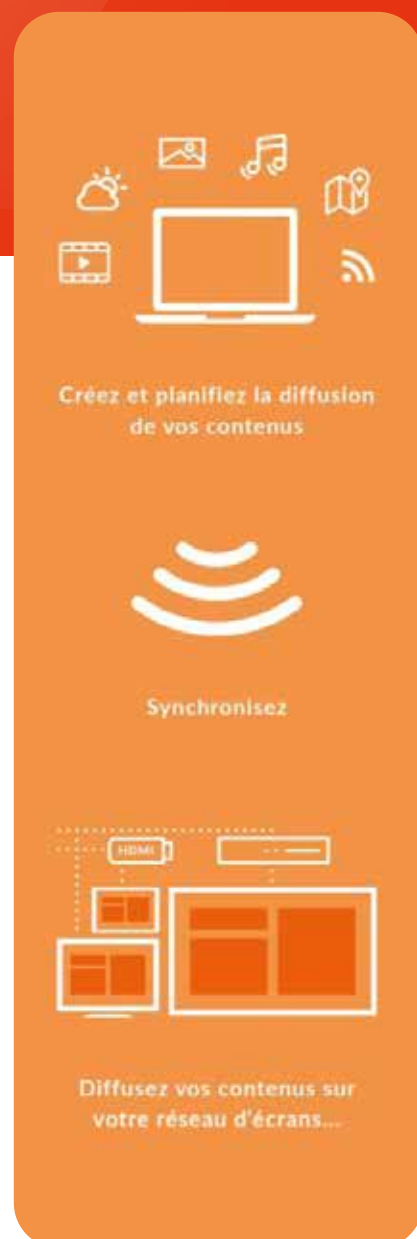 Créez et planifiez la diffusion
de vos contenus
Synchronisez
HDMI
Diffusez vos contenus sur
votre réseau d'écrans...